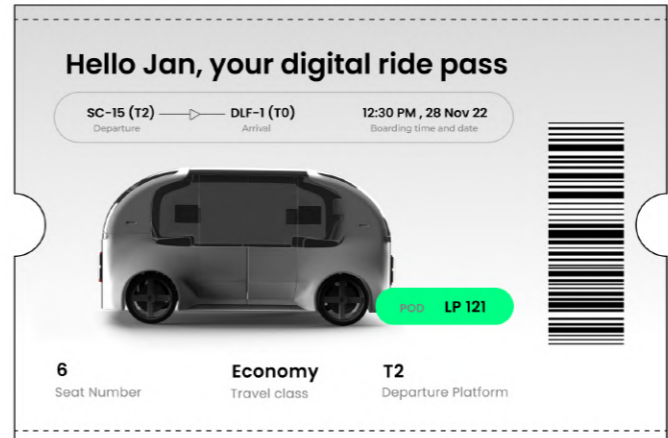 Hello Jan, your digital ride pass
SC-15 (T2) DLF-1 (T0) 12:30 PM , 28 Nov 22
Departure Arrival Boarding time and date
POD LP 121
6 Economy T2
Seat Number Travel class Departure Platform